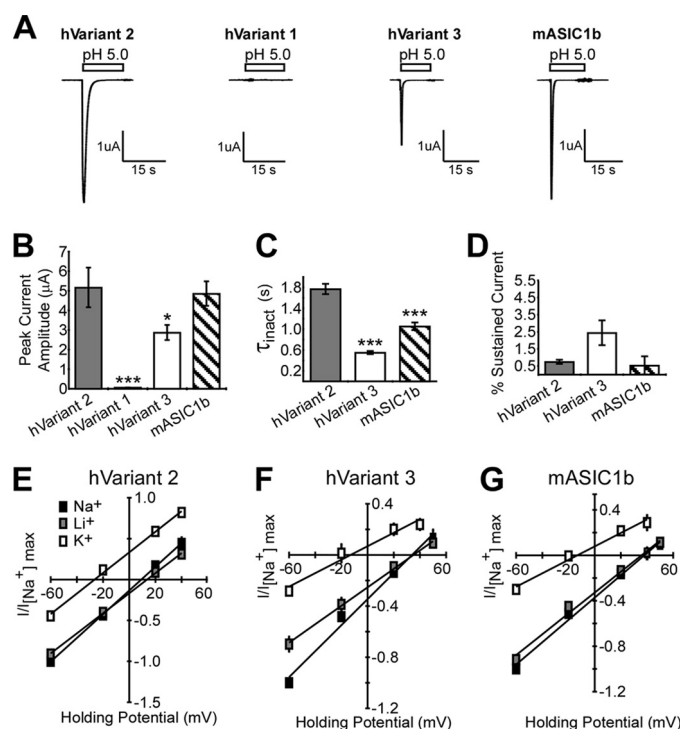 A
hVariant 2 hVariant 1 hVariant 3 mASIC1b
pH 5.0 pH 5.0 pH 5.0 pH 5.0
1uA 1uA 1uA 1uA
15 s 15 s 15 s 15 s
B
Peak Current
Amplitude (μA)
7
6
5
4
3
2
1
0
***
*
hVariant 2 hVariant 1 hVariant 3 mASIC1b
C
τinact (s)
1.8
1.4
1.0
0.6
***
***
hVariant 2 hVariant 3 mASIC1b
D
% Sustained Current
5.5
4.5
3.5
2.5
1.5
0.5
hVariant 2 hVariant 3 mASIC1b
E
hVariant 2
Na+
Li+
K+
I/I[Na+] max
1.0
0.5
-60 -20 20 60
-0.5
-1.0
-1.5
Holding Potential (mV)
F
hVariant 3
I/I[Na+] max
0.4
-60 -20 20 60
-0.4
-0.8
-1.2
Holding Potential (mV)
G
mASIC1b
I/I[Na+] max
0.4
-60 -20 20 60
-0.4
-0.8
-1.2
Holding Potential (mV)